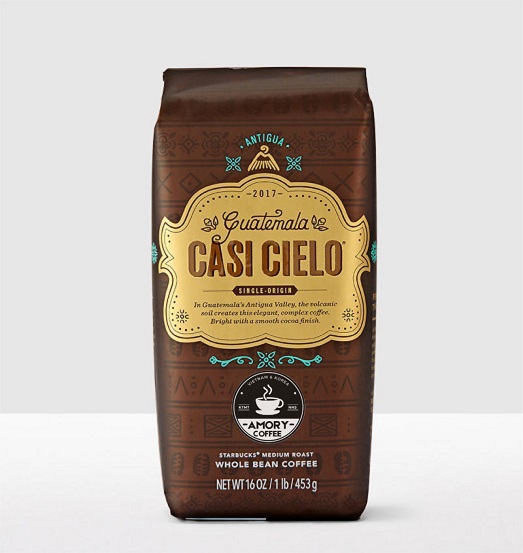 ANTIGUA
2017
Guatemala
CASI CIELO®
SINGLE-ORIGIN
In Guatemala's Antigua Valley, the volcanic
soil creates this elegant, complex coffee.
Bright with a smooth cocoa finish.
VIETNAM & KOREA
-AMORY-
COFFEE
STARBUCKS® MEDIUM ROAST
WHOLE BEAN COFFEE
NET WT 16 OZ / 1 lb / 453 g